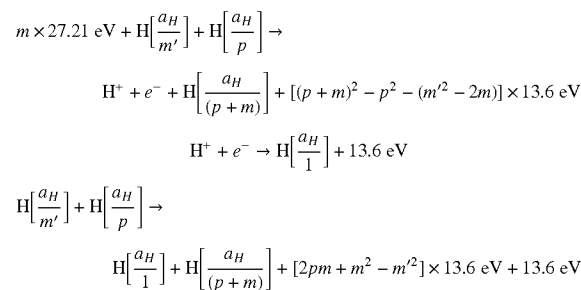 m × 27.21 eV + H[a_H/m′] + H[a_H/p] →
H⁺ + e⁻ + H[a_H/(p + m)] + [(p + m)² − p² − (m′² − 2m)] × 13.6 eV
H⁺ + e⁻ → H[a_H/1] + 13.6 eV
H[a_H/m′] + H[a_H/p] →
H[a_H/1] + H[a_H/(p + m)] + [2pm + m² − m′²] × 13.6 eV + 13.6 eV